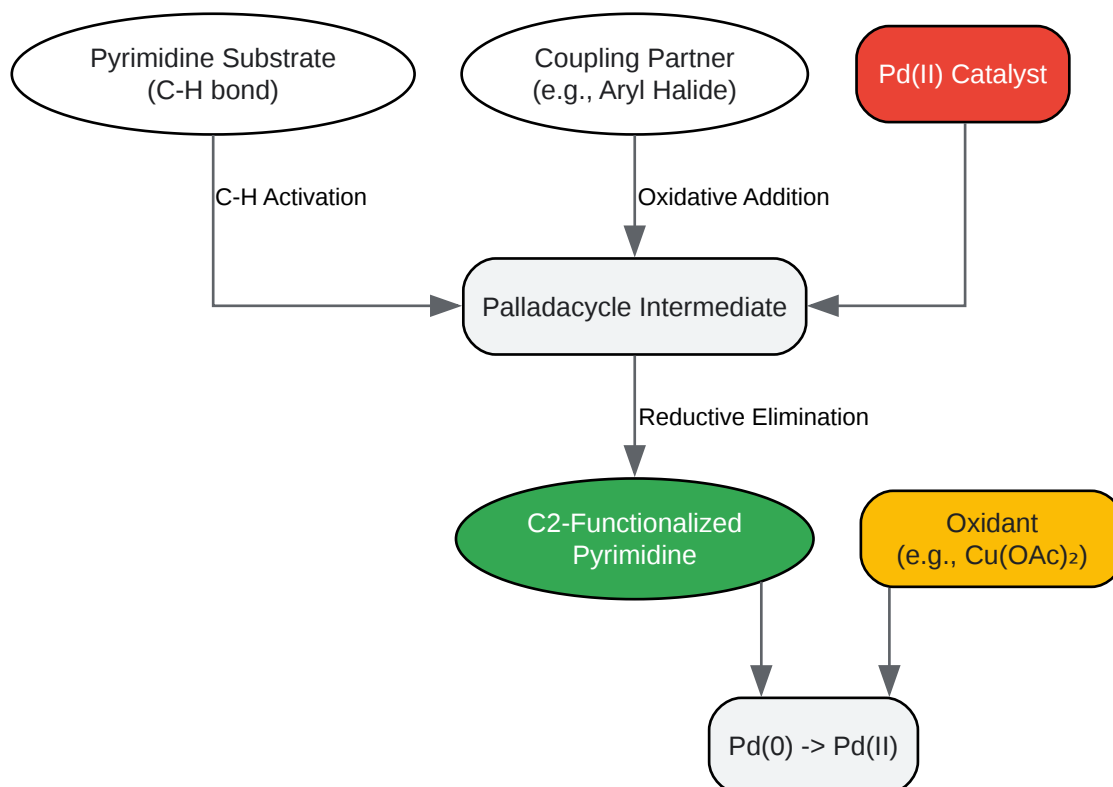 Pyrimidine Substrate
(C-H bond)
Coupling Partner
(e.g., Aryl Halide)
Pd(II) Catalyst
C-H Activation
Oxidative Addition
Palladacycle Intermediate
Reductive Elimination
C2-Functionalized
Pyrimidine
Oxidant
(e.g., Cu(OAc)₂)
Pd(0) -> Pd(II)